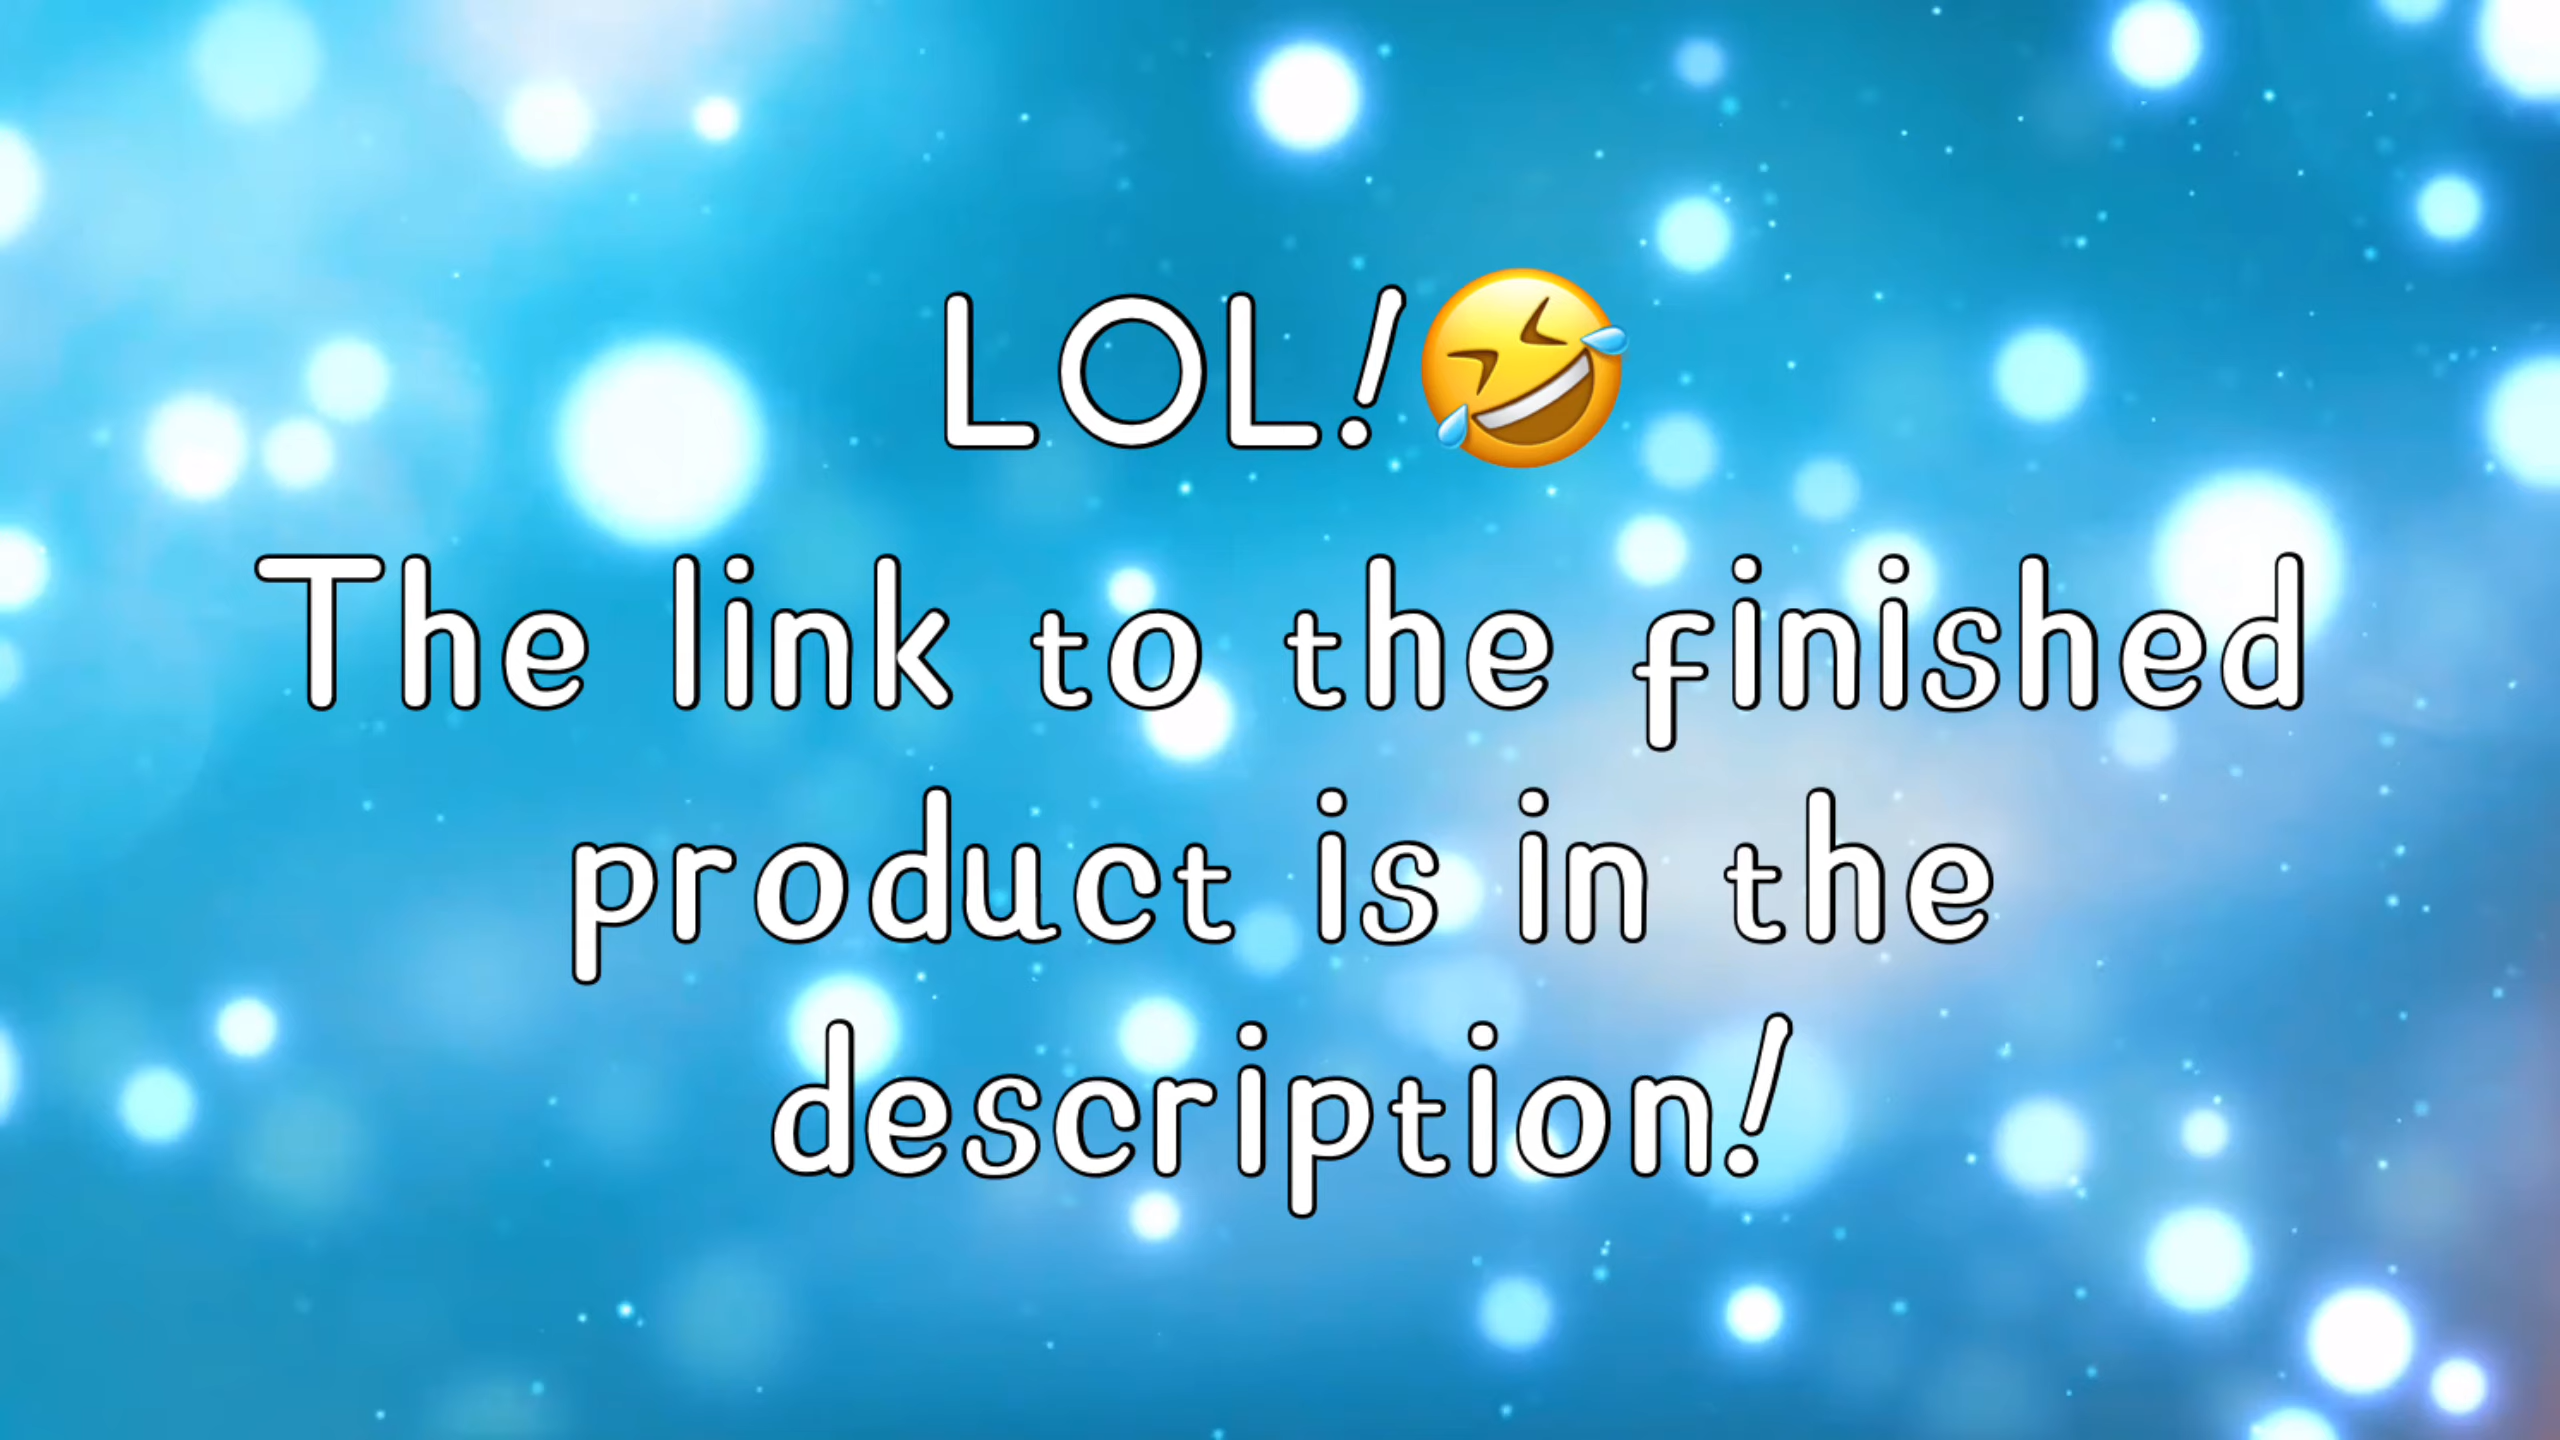 LOL!🤣
The link to the finished
product is in the
description!